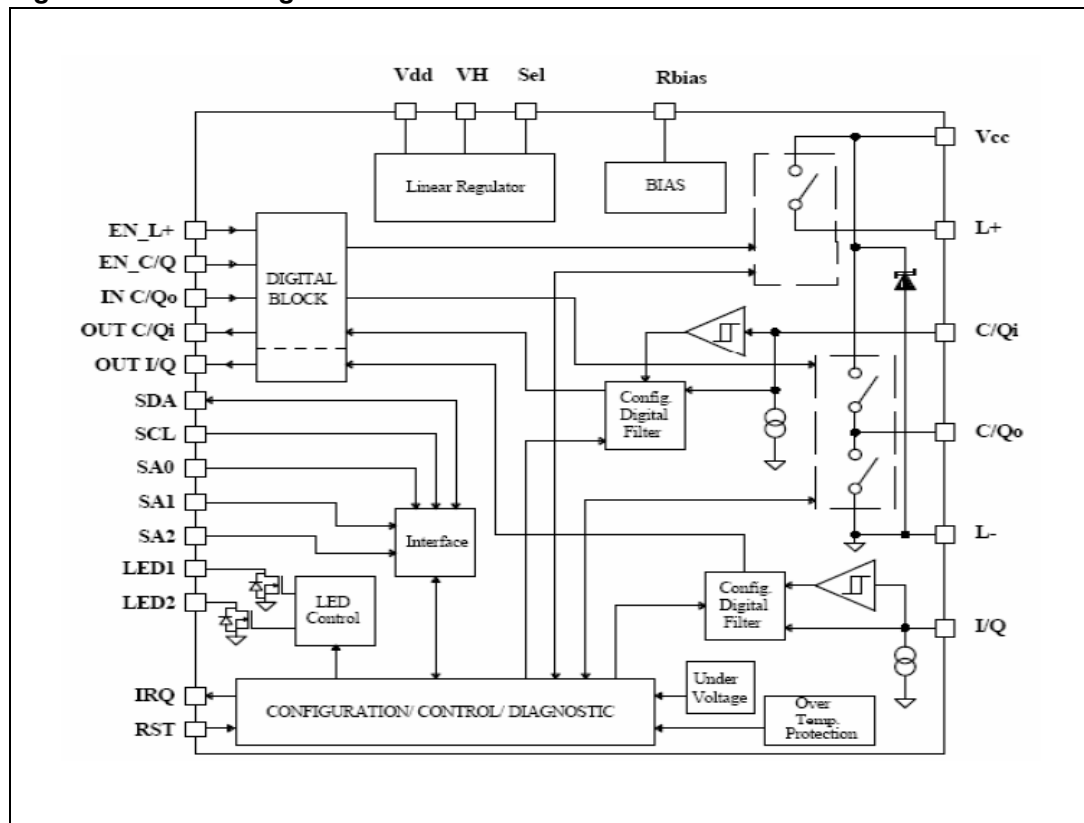 Vdd VH Sel Rbias
Vcc
Linear Regulator
BIAS
EN_L+
L+
EN_C/Q
DIGITAL
BLOCK
IN C/Qo
OUT C/Qi
C/Qi
OUT I/Q
SDA
Config.
Digital
Filter
SCL
C/Qo
SA0
SA1
SA2
Interface
L-
LED1
LED2
LED
Control
Config.
Digital
Filter
I/Q
Under
Voltage
IRQ
RST
CONFIGURATION/ CONTROL/ DIAGNOSTIC
Over
Temp.
Protection